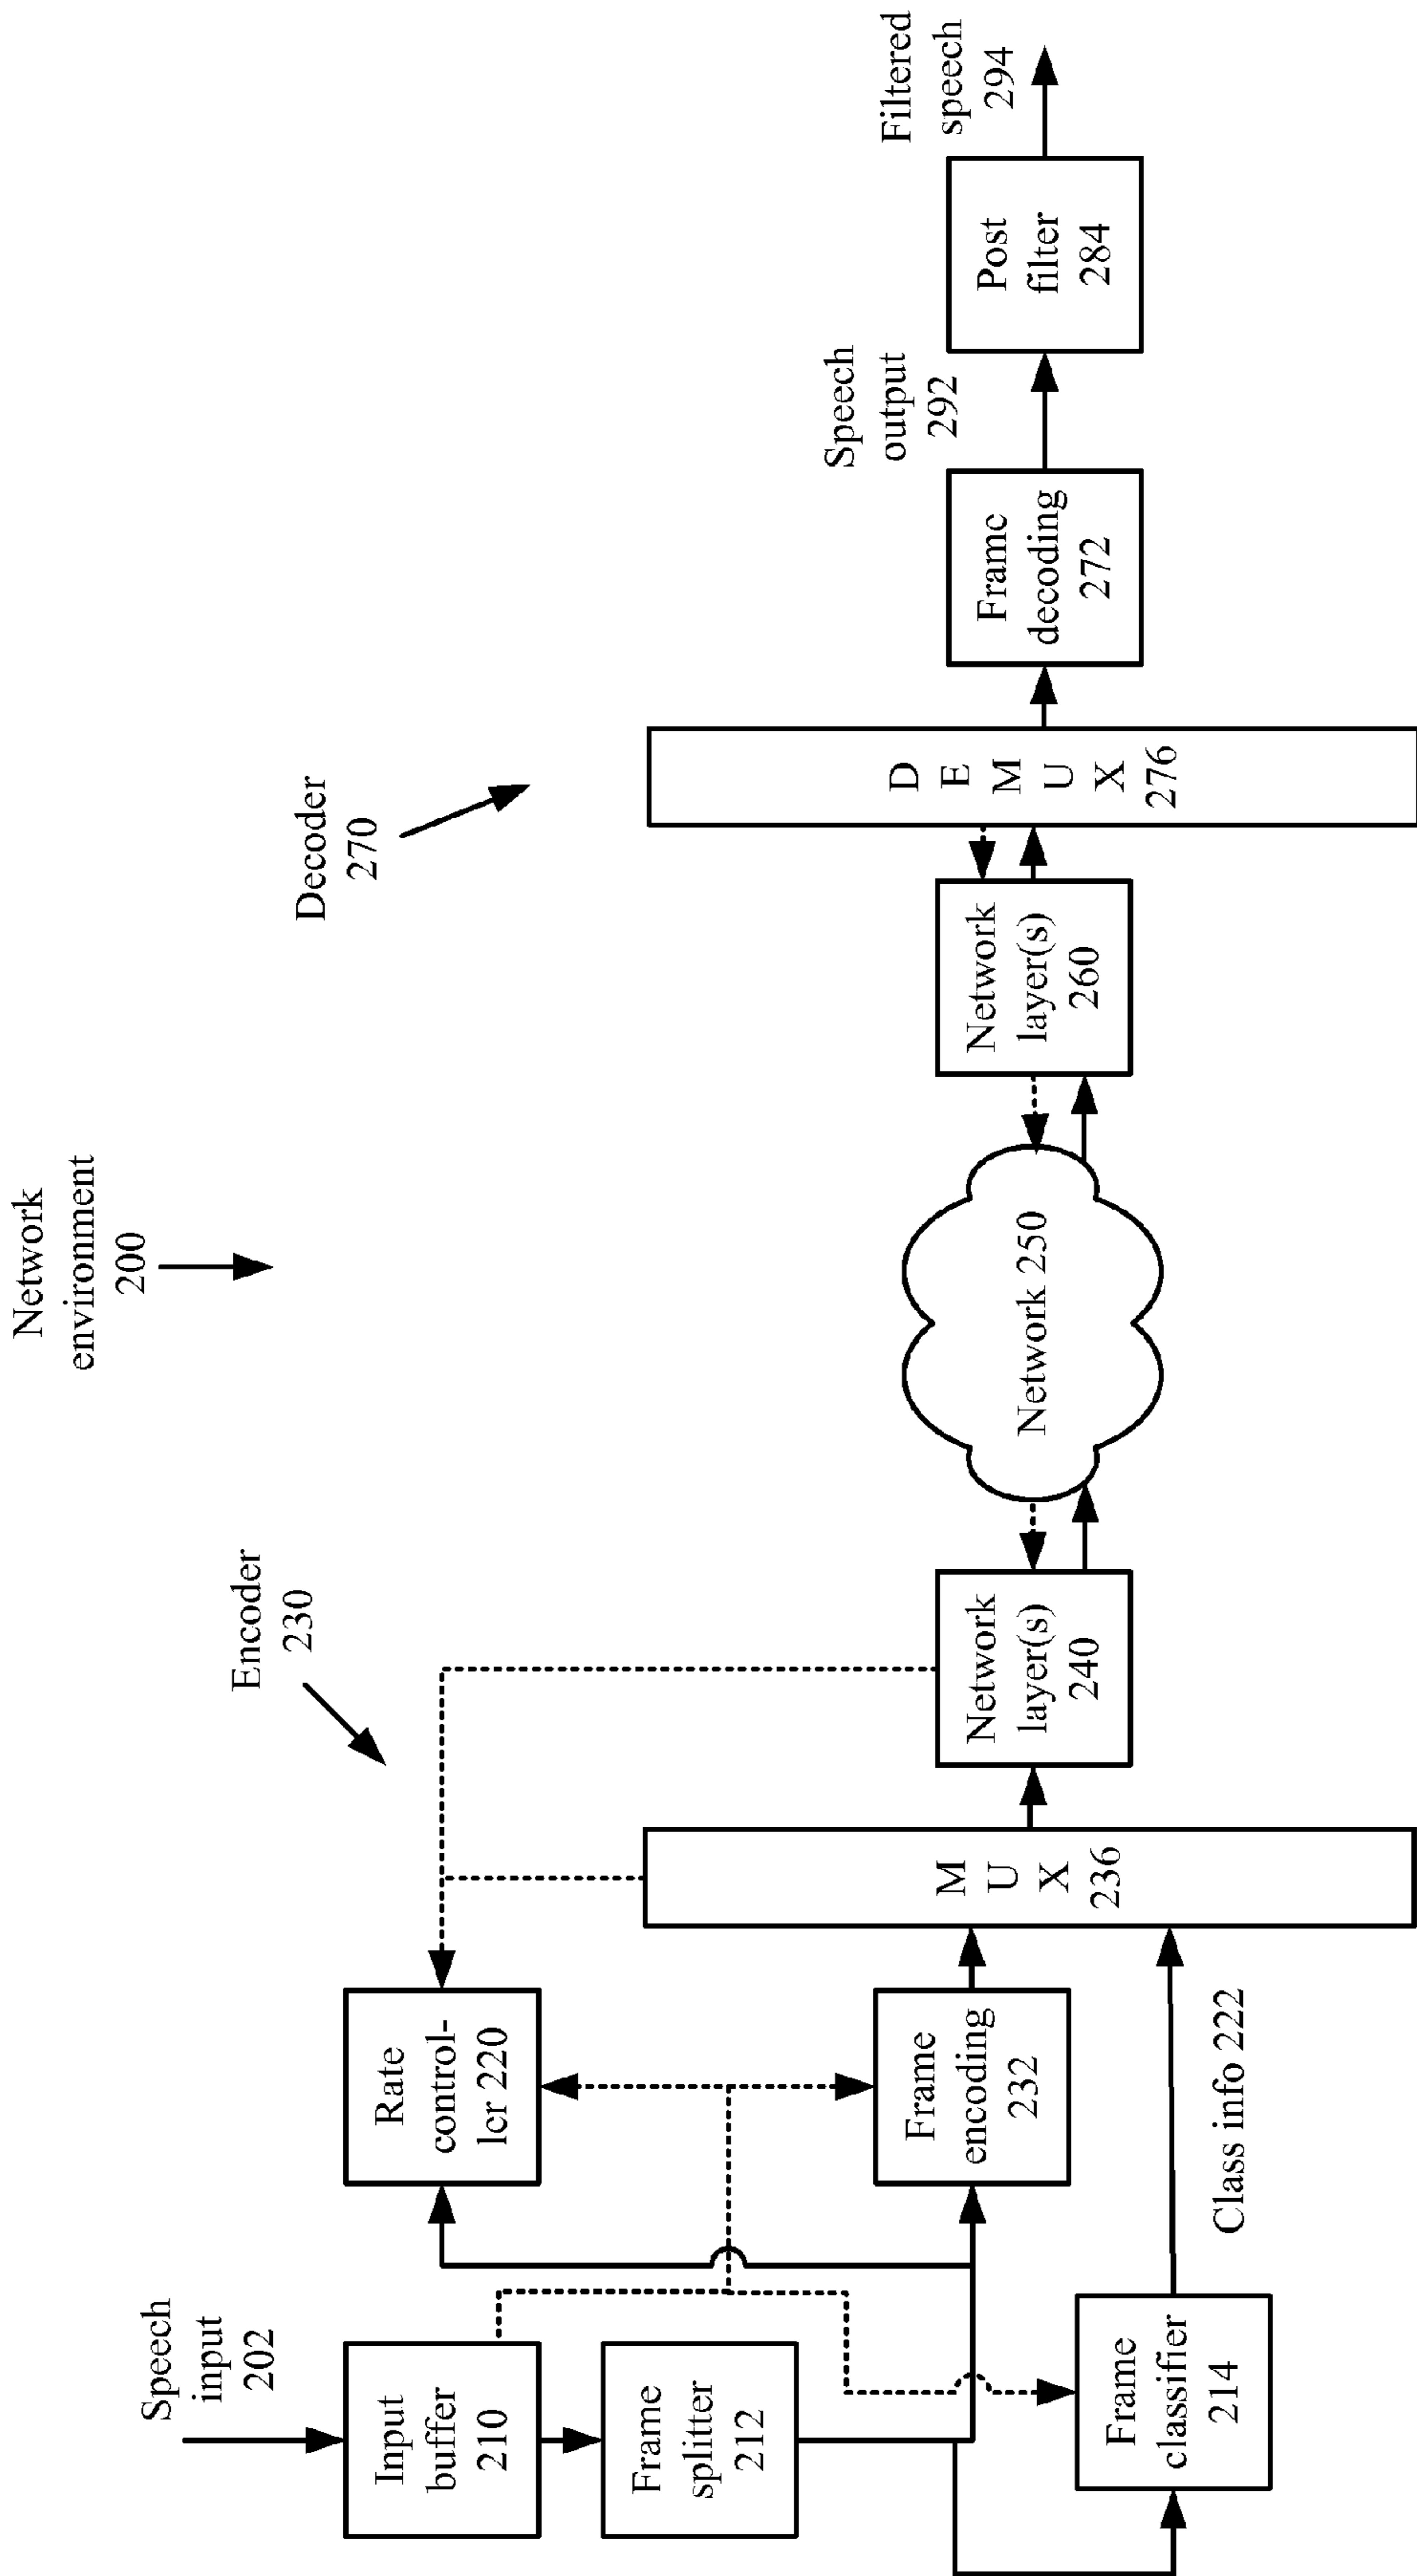 Network
environment
200
Encoder
230
Decoder
270
Speech
input
202
Input
buffer
210
Frame
splitter
212
Frame
classifier
214
Rate
control-
lcr 220
Frame
encoding
232
Class info 222
M
U
X
236
Network
layer(s)
240
Network 250
Network
layer(s)
260
D
E
M
U
X
276
Framc
decoding
272
Speech
output
292
Post
filter
284
Filtered
speech
294